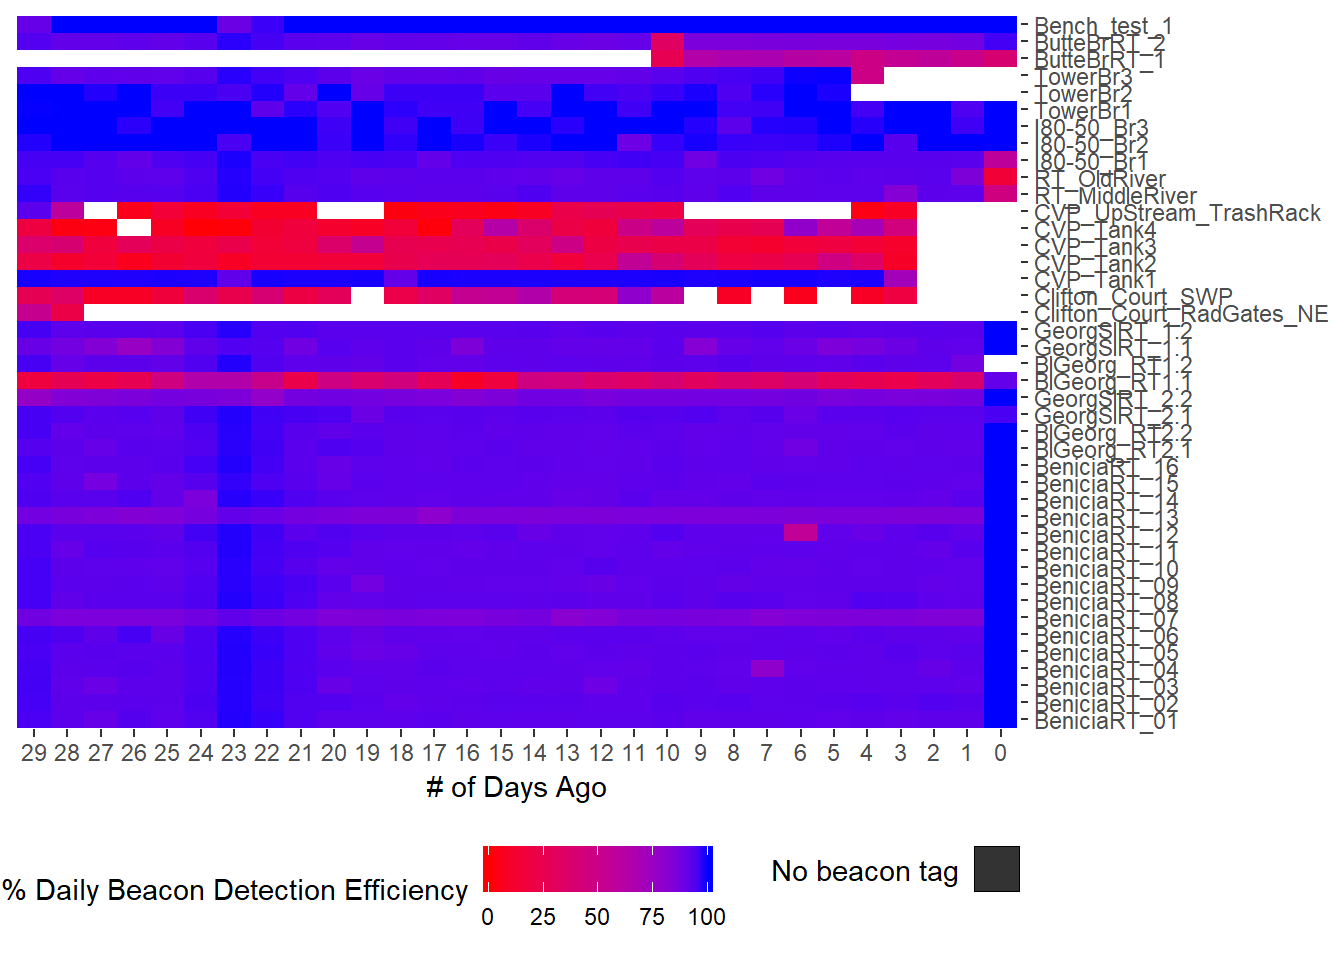 Bench_test_1
ButteBrRT_2
ButteBrRT_1
TowerBr3
TowerBr2
TowerBr1
I80-50_Br3
I80-50_Br2
I80-50_Br1
RT_OldRiver
RT_MiddleRiver
CVP_UpStream_TrashRack
CVP_Tank4
CVP_Tank3
CVP_Tank2
CVP_Tank1
Clifton_Court_SWP
Clifton_Court_RadGates_NE
GeorgSlRT_1.2
GeorgSlRT_1.1
BlGeorg_RT1.2
BlGeorg_RT1.1
GeorgSlRT_2.2
GeorgSlRT_2.1
BlGeorg_RT2.2
BlGeorg_RT2.1
BeniciaRT_16
BeniciaRT_15
BeniciaRT_14
BeniciaRT_13
BeniciaRT_12
BeniciaRT_11
BeniciaRT_10
BeniciaRT_09
BeniciaRT_08
BeniciaRT_07
BeniciaRT_06
BeniciaRT_05
BeniciaRT_04
BeniciaRT_03
BeniciaRT_02
BeniciaRT_01
29 28 27 26 25 24 23 22 21 20 19 18 17 16 15 14 13 12 11 10 9 8 7 6 5 4 3 2 1 0
# of Days Ago
% Daily Beacon Detection Efficiency
0 25 50 75 100
No beacon tag